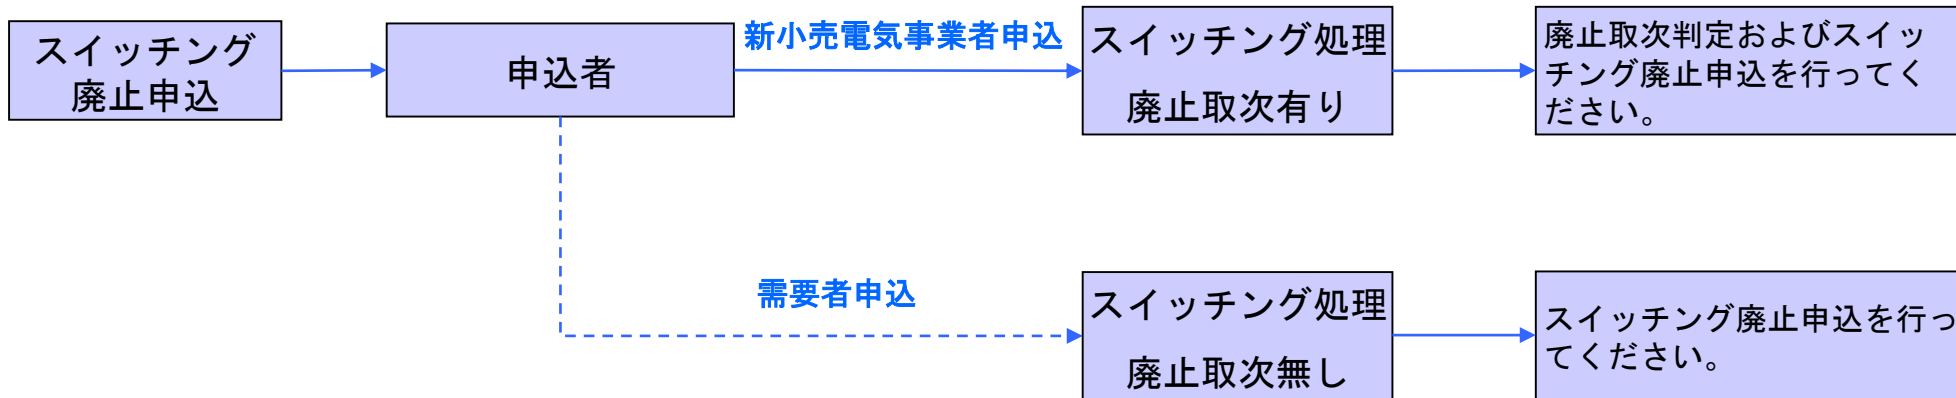 スイッチング
廃止申込
申込者
新小売電気事業者申込
スイッチング処理
廃止取次有り
廃止取次判定およびスイッ
チング廃止申込を行ってく
ださい。
需要者申込
スイッチング処理
廃止取次無し
スイッチング廃止申込を行っ
てください。